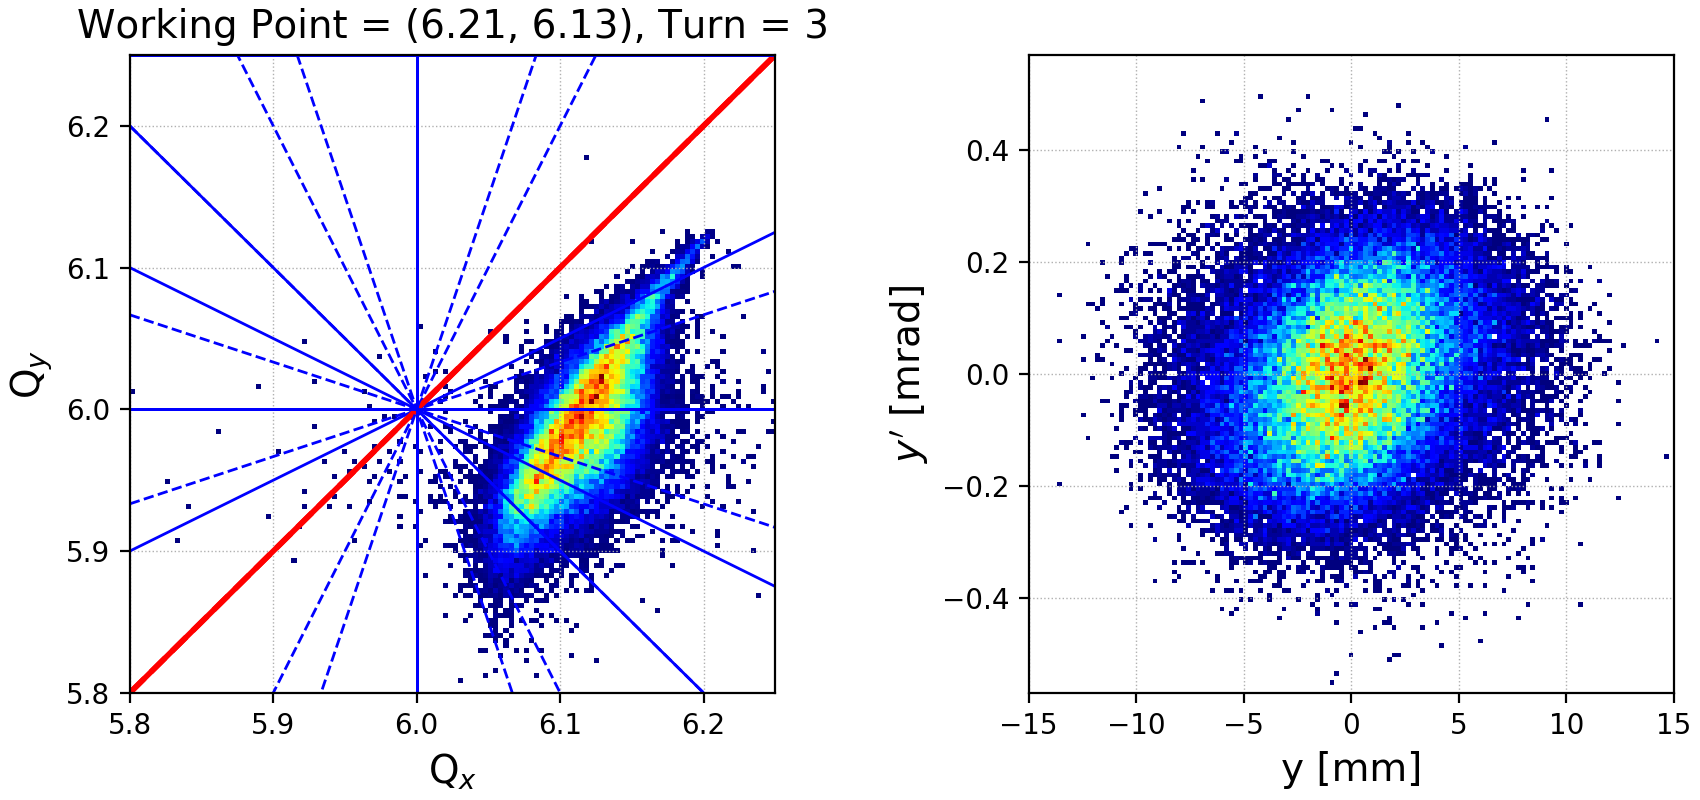 Working Point = (6.21, 6.13), Turn = 3
6.2
6.1
6.0
5.9
5.8
Q_y
5.8 5.9 6.0 6.1 6.2
Q_x
0.4
0.2
0.0
−0.2
−0.4
y′ [mrad]
−15 −10 −5 0 5 10 15
y [mm]